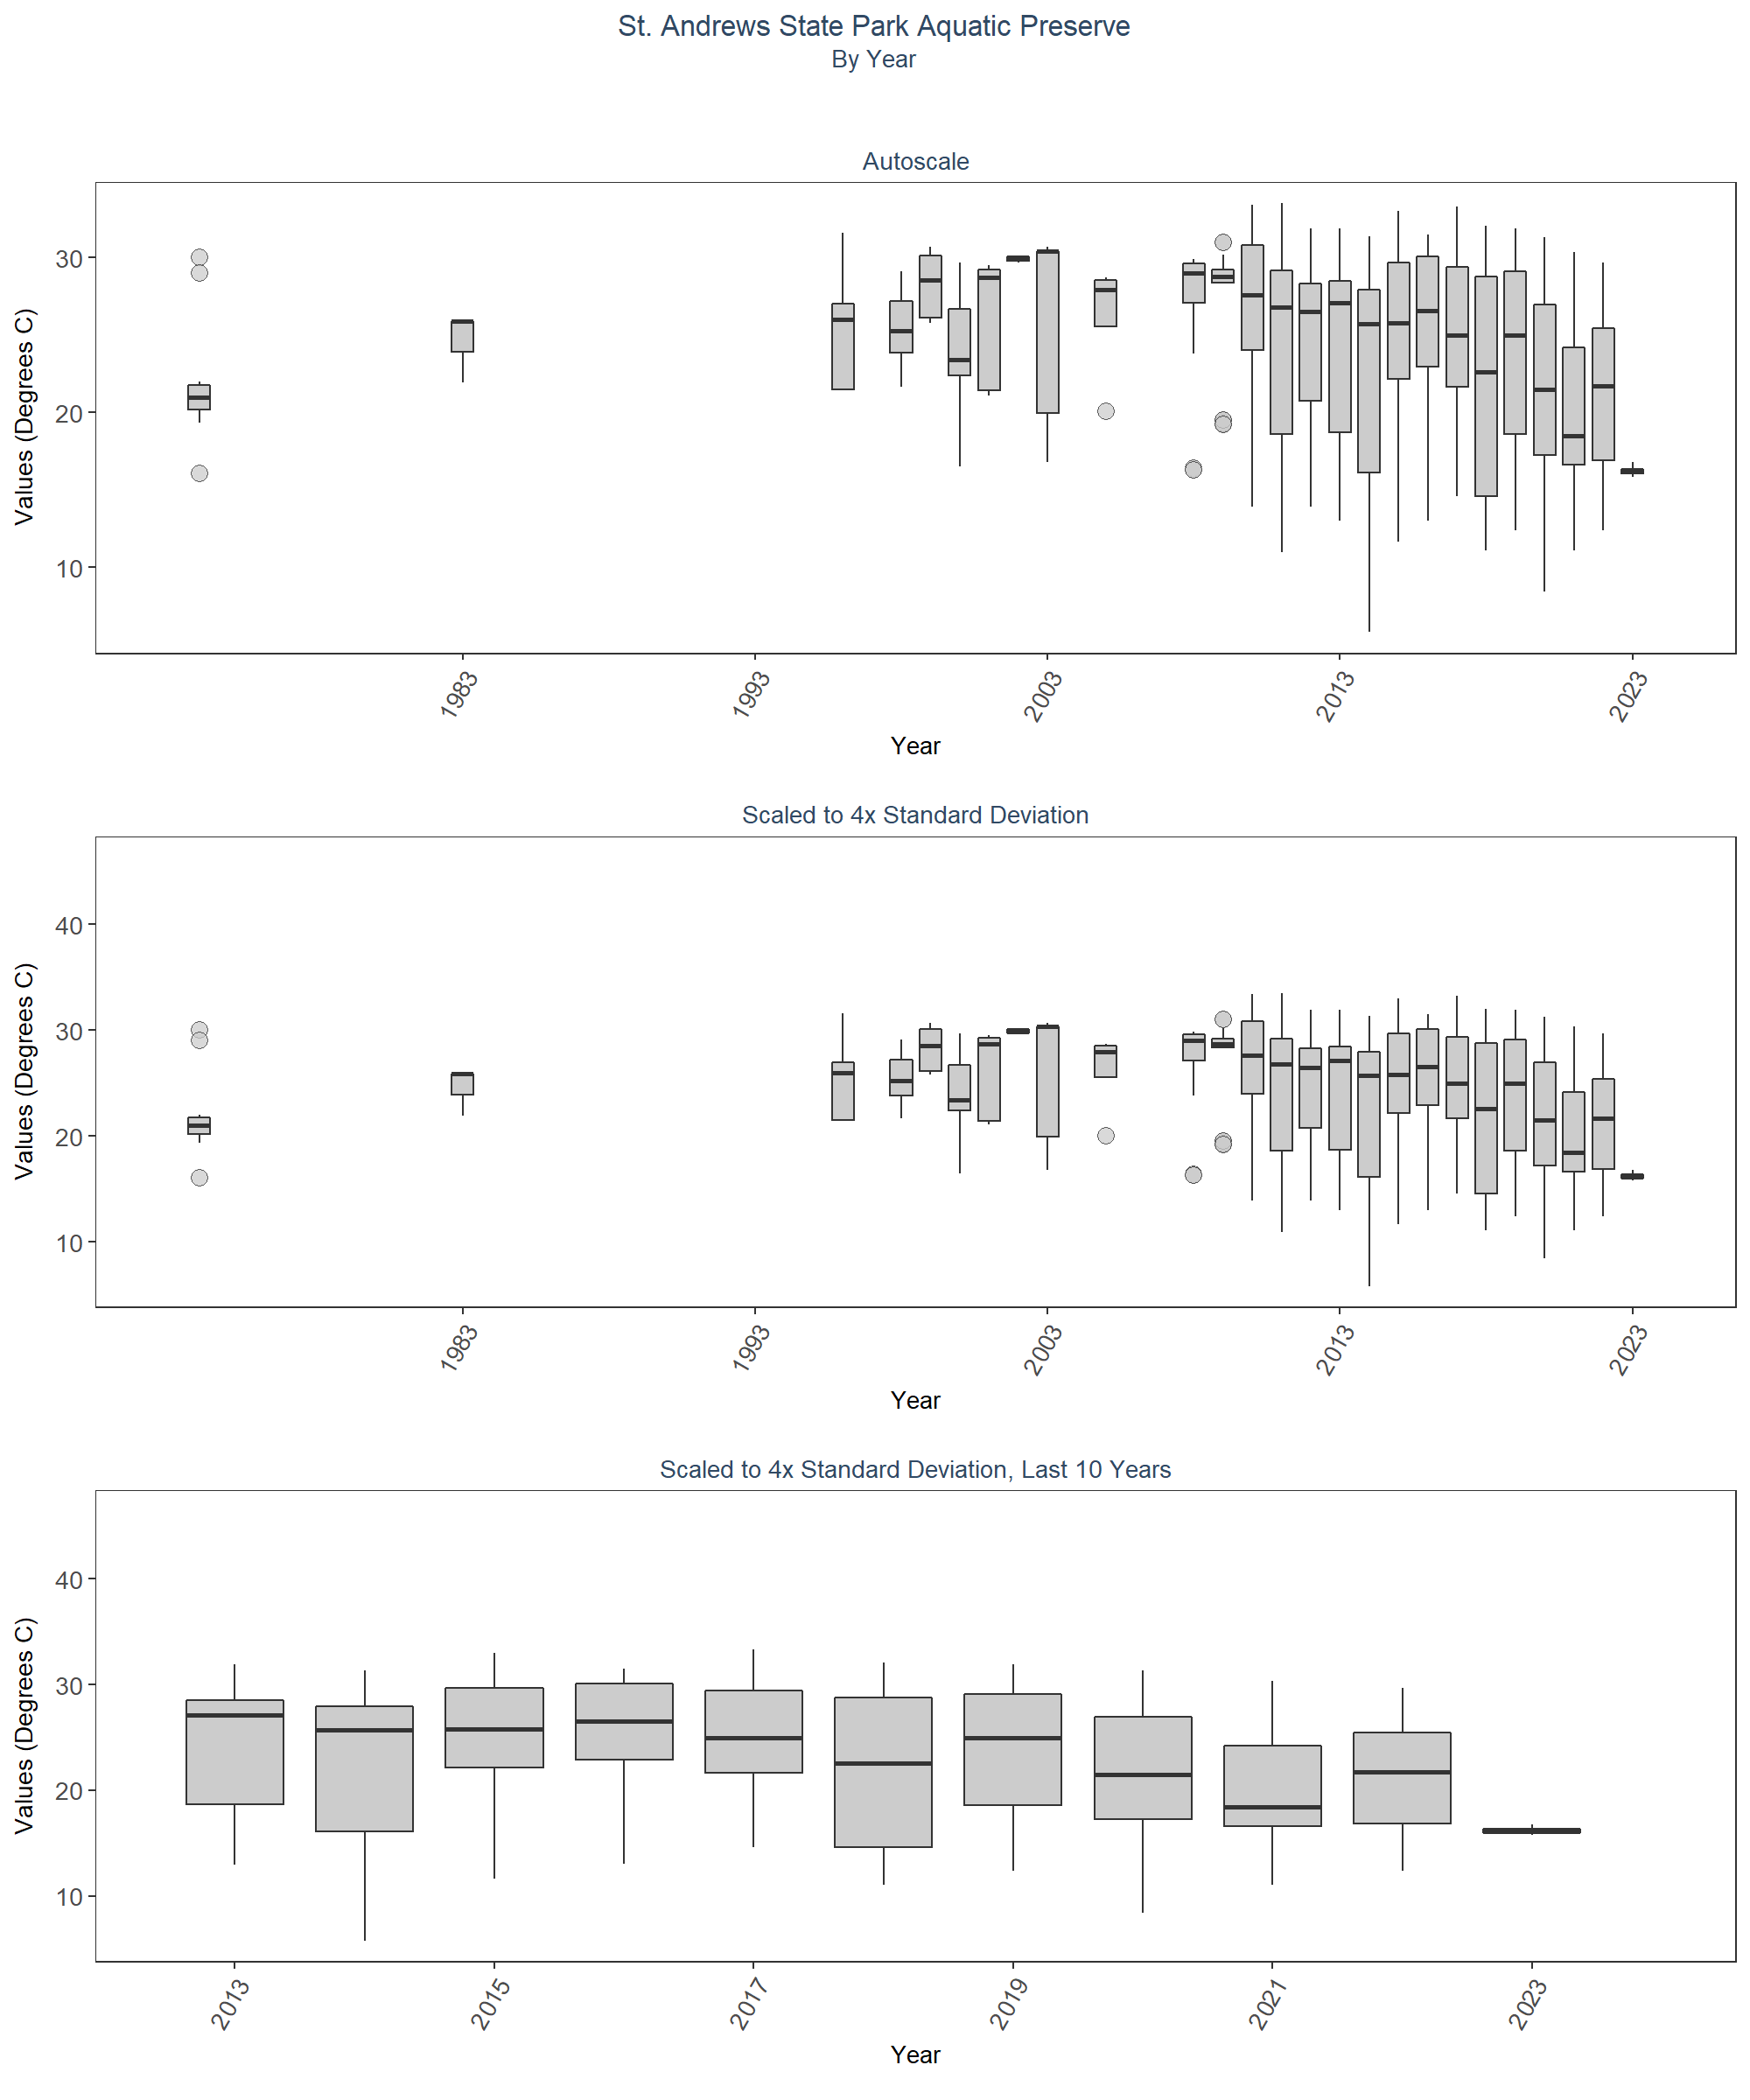 St. Andrews State Park Aquatic Preserve
By Year
Autoscale
Values (Degrees C)
30
20
10
1983
1993
2003
2013
2023
Year
Scaled to 4x Standard Deviation
Values (Degrees C)
40
30
20
10
1983
1993
2003
2013
2023
Year
Scaled to 4x Standard Deviation, Last 10 Years
Values (Degrees C)
40
30
20
10
2013
2015
2017
2019
2021
2023
Year